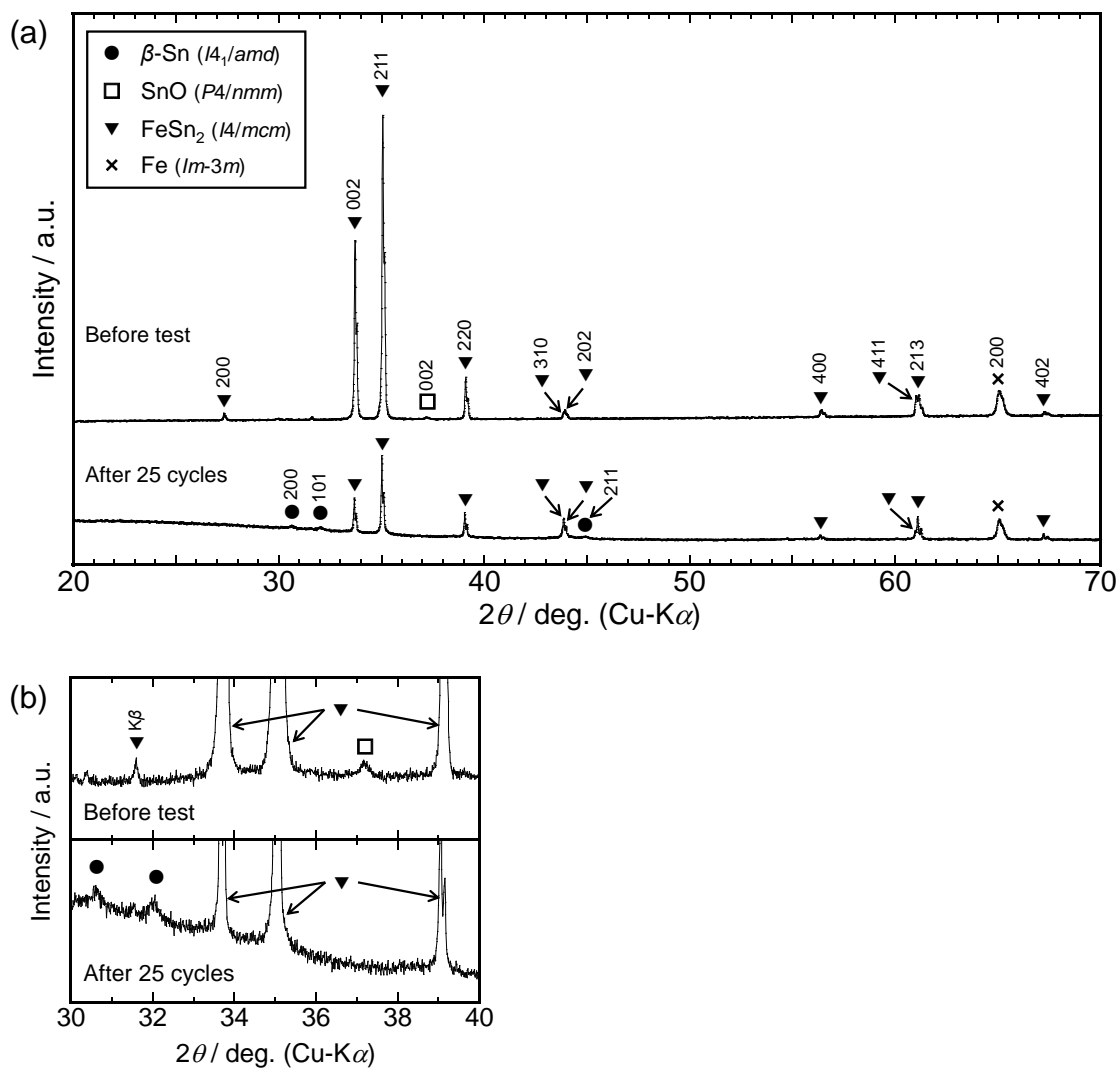 (a)
β-Sn (I4₁/amd)
SnO (P4/nmm)
FeSn₂ (I4/mcm)
Fe (Im-3m)
211
002
Intensity / a.u.
Before test
200
002
220
310
202
400
411
213
200
402
After 25 cycles
200
101
211
20 30 40 50 60 70
2θ / deg. (Cu-Kα)
(b)
Kβ
Intensity / a.u.
Before test
After 25 cycles
30 32 34 36 38 40
2θ / deg. (Cu-Kα)